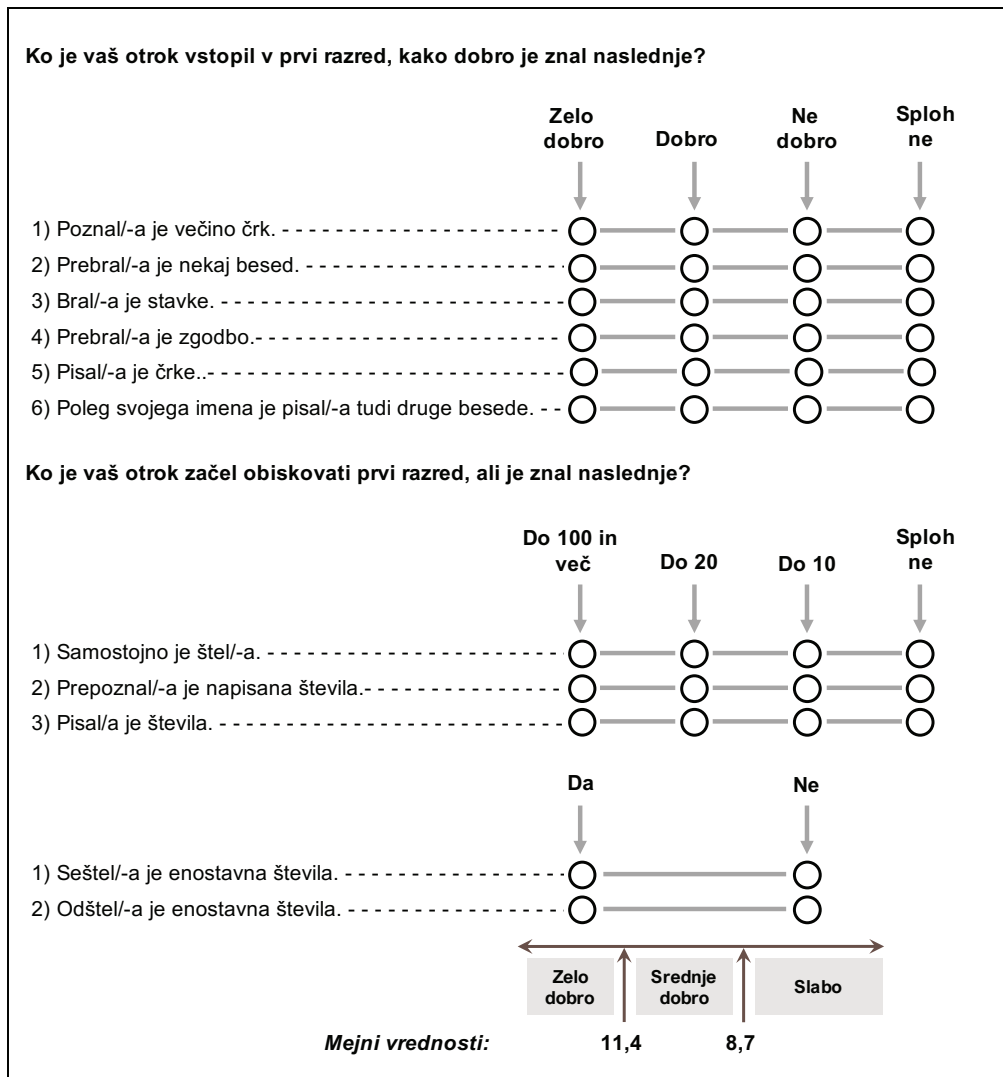 Ko je vaš otrok vstopil v prvi razred, kako dobro je znal naslednje?
Zelo dobro
Dobro
Ne dobro
Sploh ne
1) Poznal/-a je večino črk.
2) Prebral/-a je nekaj besed.
3) Bral/-a je stavke.
4) Prebral/-a je zgodbo.
5) Pisal/-a je črke..
6) Poleg svojega imena je pisal/-a tudi druge besede.
Ko je vaš otrok začel obiskovati prvi razred, ali je znal naslednje?
Do 100 in več
Do 20
Do 10
Sploh ne
1) Samostojno je štel/-a.
2) Prepoznal/-a je napisana števila.
3) Pisal/a je števila.
Da
Ne
1) Seštel/-a je enostavna števila.
2) Odštel/-a je enostavna števila.
Zelo dobro
Srednje dobro
Slabo
Mejni vrednosti: 11,4 8,7